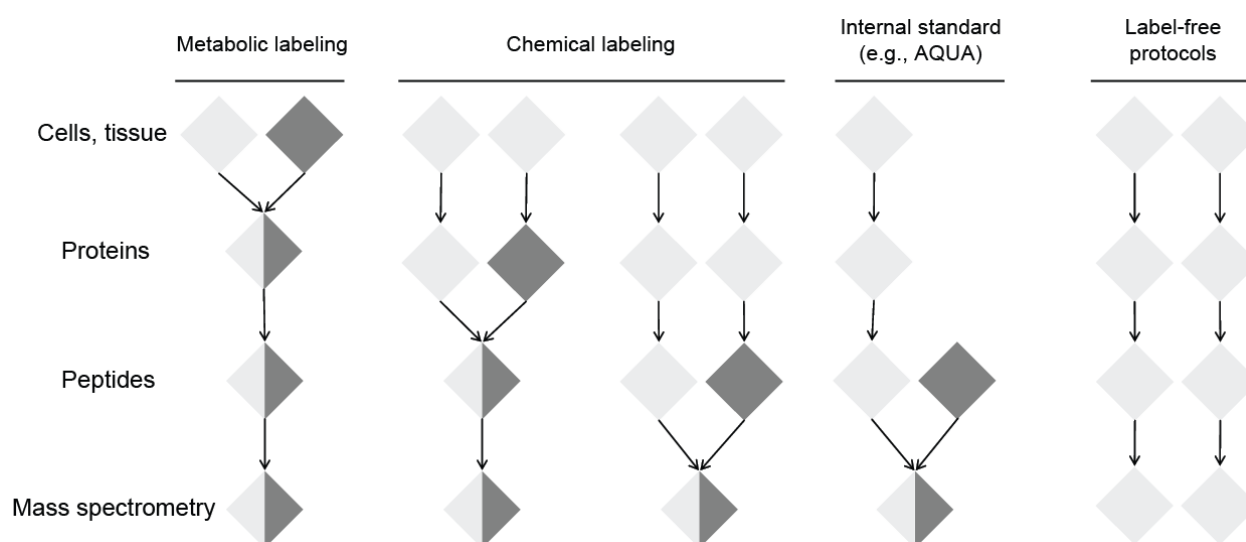 Metabolic labeling
Chemical labeling
Internal standard
(e.g., AQUA)
Label-free
protocols
Cells, tissue
Proteins
Peptides
Mass spectrometry